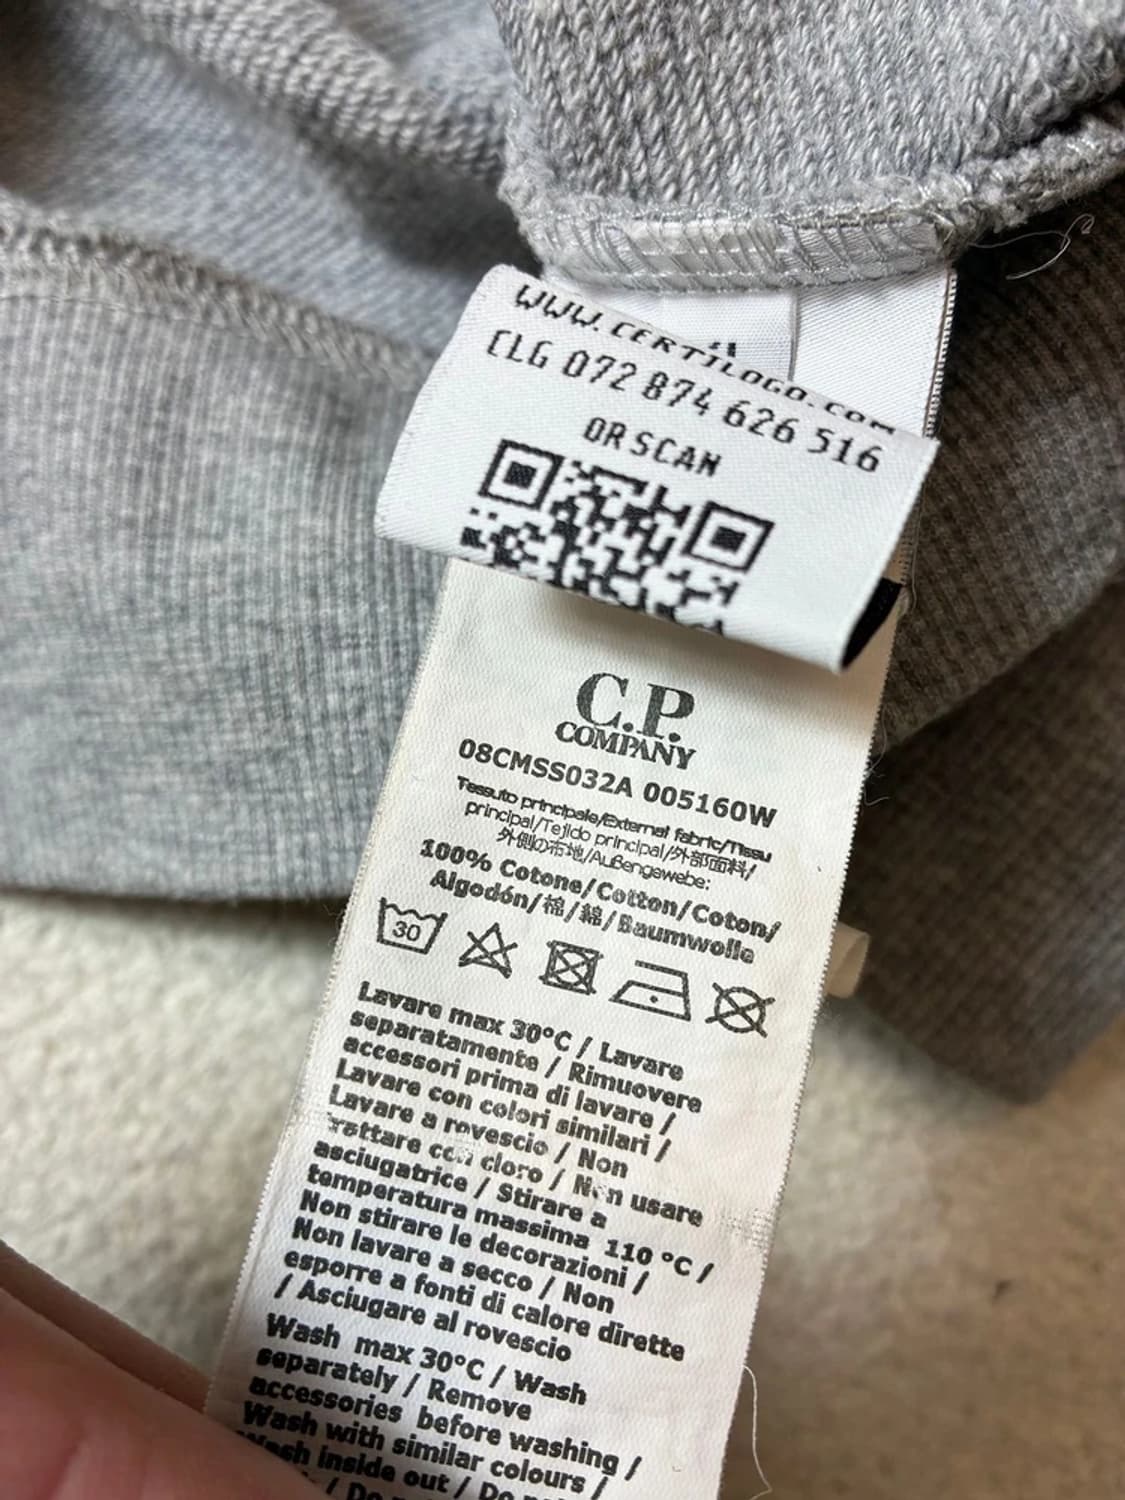 WWW.CERTILOGO.COM
CLG 072 874 626 516
OR SCAN
C.P.
COMPANY
08CMSS032A 005160W
Tessuto principale/External fabric/Tissu
principal/Tejido principal/外部面料/
外側の布地/Außengewebe:
100% Cotone/Cotton/Coton/
Algodón/棉/綿/Baumwolle
30
Lavare max 30°C / Lavare
separatamente / Rimuovere
accessori prima di lavare /
Lavare con colori similari /
Lavare a rovescio / Non
trattare con cloro / Non usare
asciugatrice / Stirare a
temperatura massima 110 °C /
Non stirare le decorazioni /
Non lavare a secco / Non
esporre a fonti di calore dirette
/ Asciugare al rovescio
Wash max 30°C / Wash
separately / Remove
accessories before washing /
Wash with similar colours /
Wash inside out / Do
/ Do